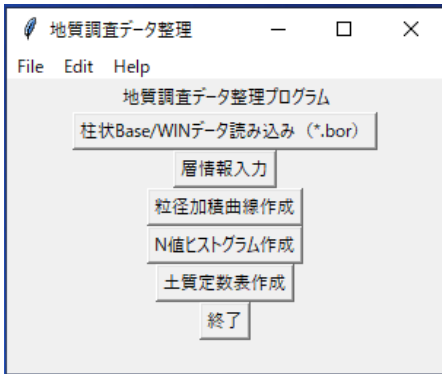 地質調査データ整理
File Edit Help
地質調査データ整理プログラム
柱状Base/WINデータ読み込み（*.bor）
層情報入力
粒径加積曲線作成
N値ヒストグラム作成
土質定数表作成
終了